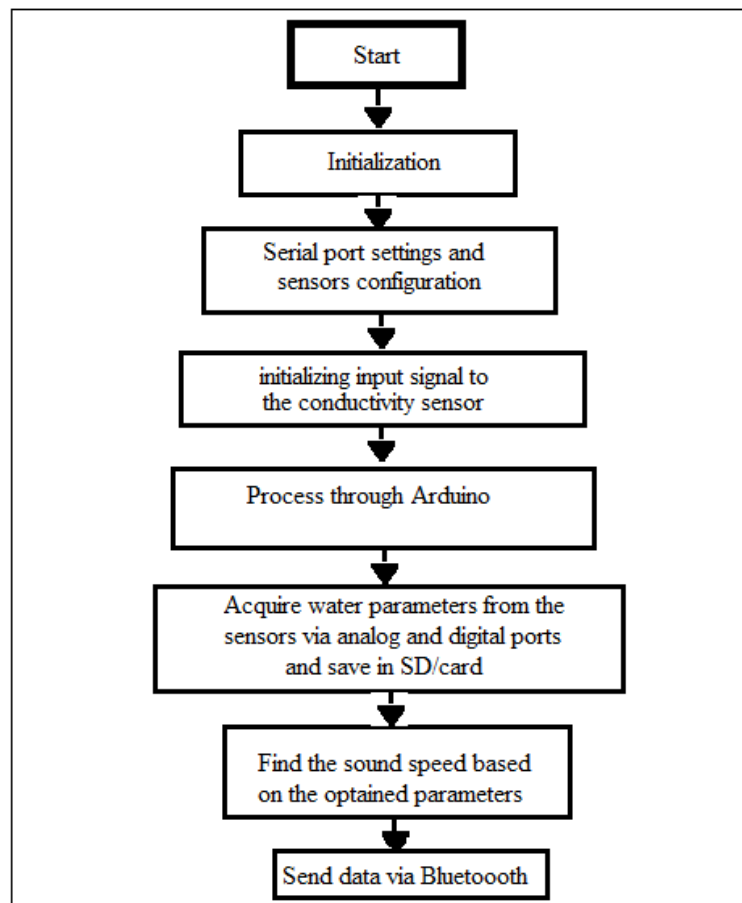 Start
Initialization
Serial port settings and
sensors configuration
initializing input signal to
the conductivity sensor
Process through Arduino
Acquire water parameters from the
sensors via analog and digital ports
and save in SD/card
Find the sound speed based
on the optained parameters
Send data via Bluetoooth